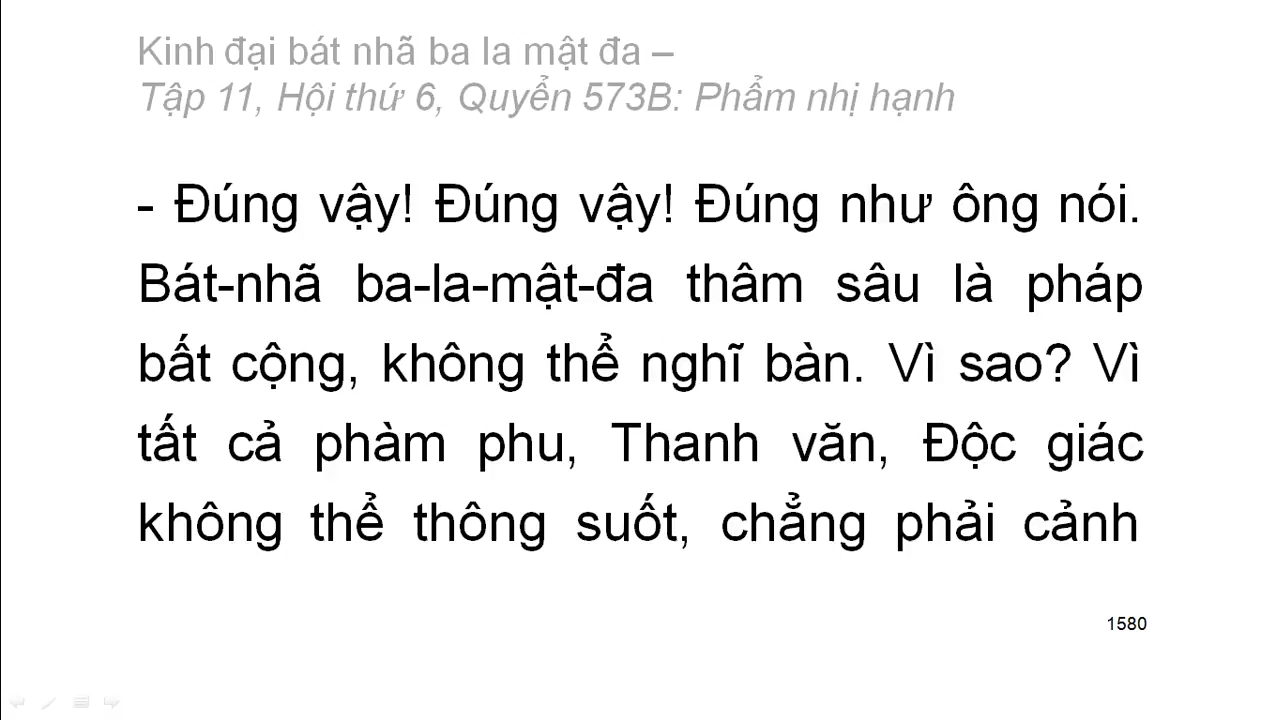 Kinh đại bát nhã ba la mật đa –
Tập 11, Hội thứ 6, Quyển 573B: Phẩm nhị hạnh
- Đúng vậy! Đúng vậy! Đúng như ông nói.
Bát-nhã ba-la-mật-đa thâm sâu là pháp
bất cộng, không thể nghĩ bàn. Vì sao? Vì
tất cả phàm phu, Thanh văn, Độc giác
không thể thông suốt, chẳng phải cảnh
1580